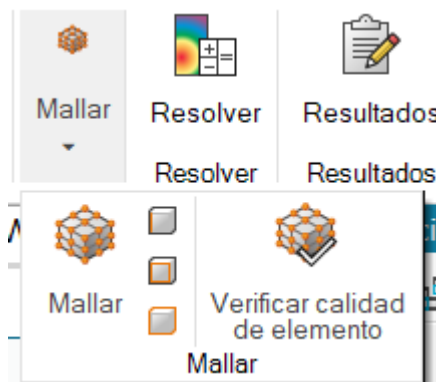 Mallar
Resolver
Resultados
Resolver
Resultados
Mallar
Verificar calidad
de elemento
Mallar